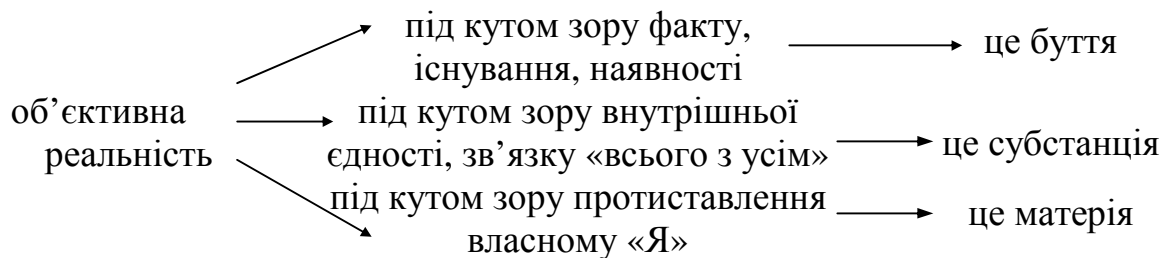 під кутом зору факту,
існування, наявності
це буття
об’єктивна
реальність
під кутом зору внутрішньої
єдності, зв’язку «всього з усім»
це субстанція
під кутом зору протиставлення
власному «Я»
це матерія